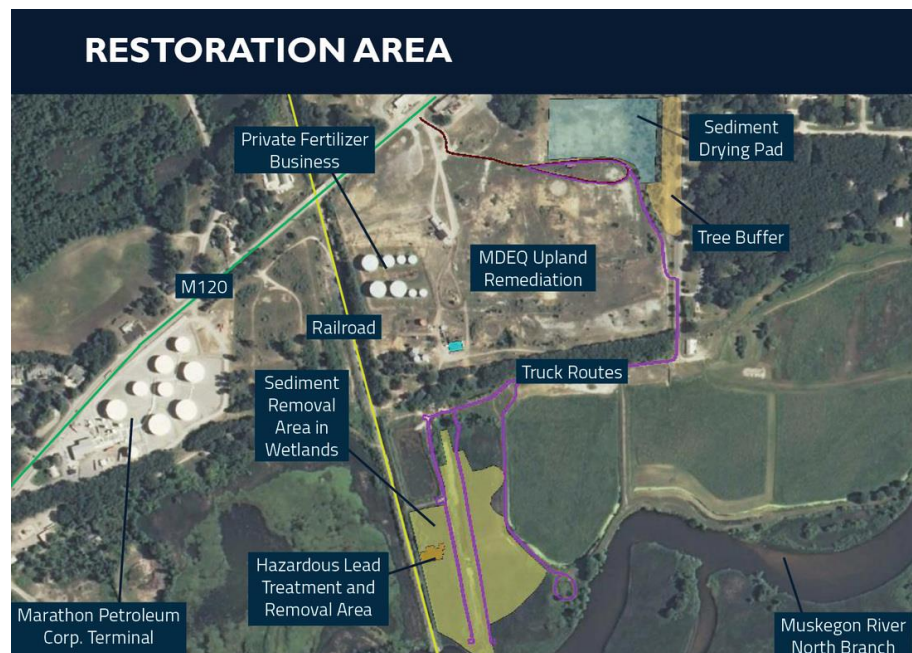 RESTORATION AREA
Private Fertilizer
Business
Sediment
Drying Pad
Tree Buffer
MDEQ Upland
Remediation
M120
Railroad
Truck Routes
Sediment
Removal
Area in
Wetlands
Hazardous Lead
Treatment and
Removal Area
Marathon Petroleum
Corp. Terminal
Muskegon River
North Branch